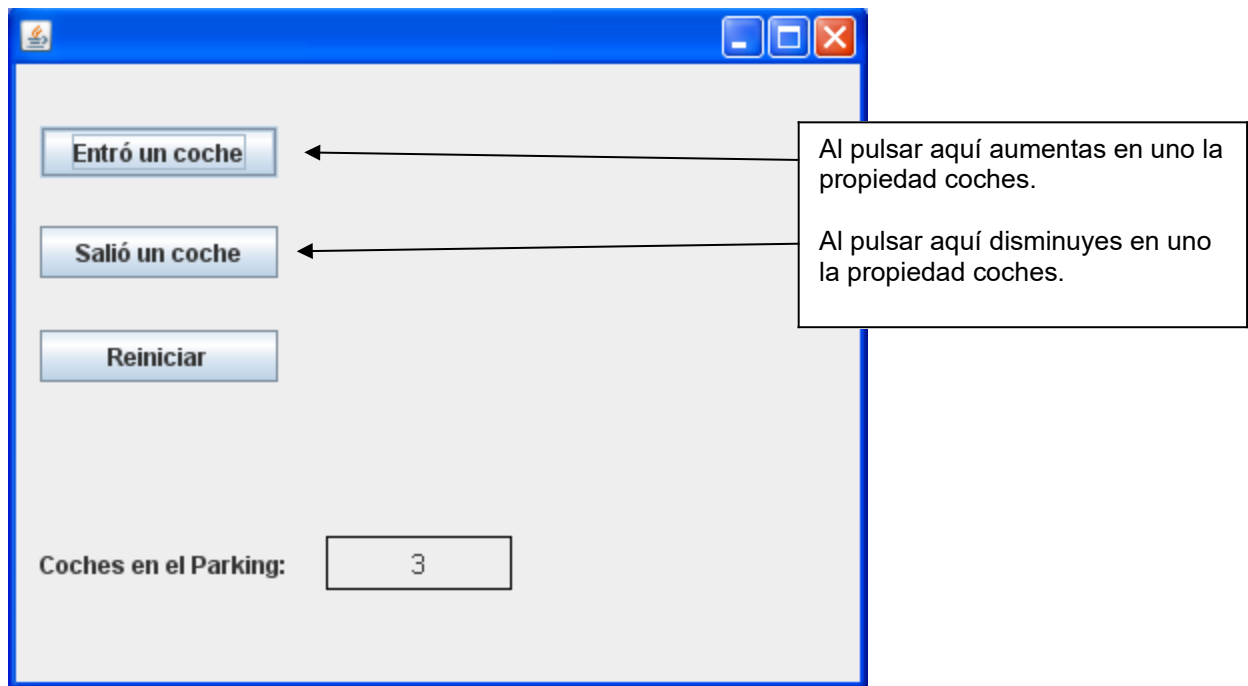 Entró un coche
Al pulsar aquí aumentas en uno la
propiedad coches.
Al pulsar aquí disminuyes en uno
la propiedad coches.
Salió un coche
Reiniciar
Coches en el Parking:
3